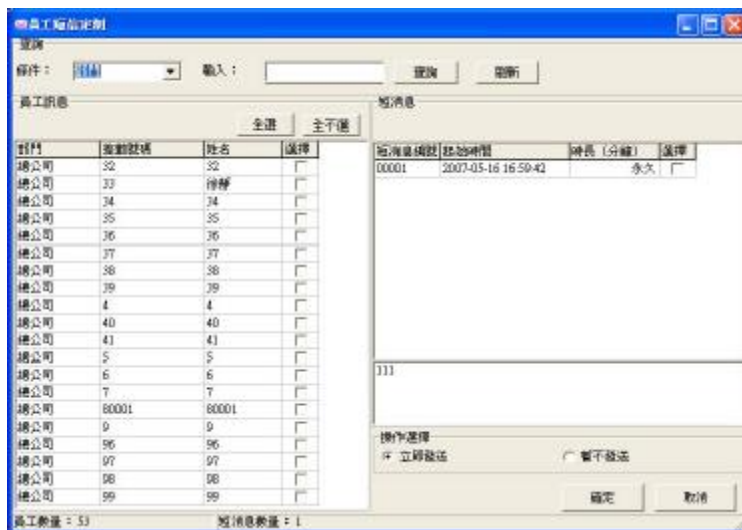 員工短信定制
查詢
條件：
輸入：
查詢
刷新
員工訊息
全選
全不選
部門 推動號碼 姓名 選擇
總公司 32 32
總公司 33 徐靜
總公司 34 34
總公司 35 35
總公司 36 36
總公司 37 37
總公司 38 38
總公司 39 39
總公司 4 4
總公司 40 40
總公司 41 41
總公司 5 5
總公司 6 6
總公司 7 7
總公司 80001 80001
總公司 9 9
總公司 96 96
總公司 97 97
總公司 98 98
總公司 99 99
短消息
短消息編號 起始時間 時長（分鐘） 選擇
00001 2007-05-16 16:59:42 永久
111
操作選擇
立即發送
暫不發送
確定
取消
員工數量：53
短消息數量：1